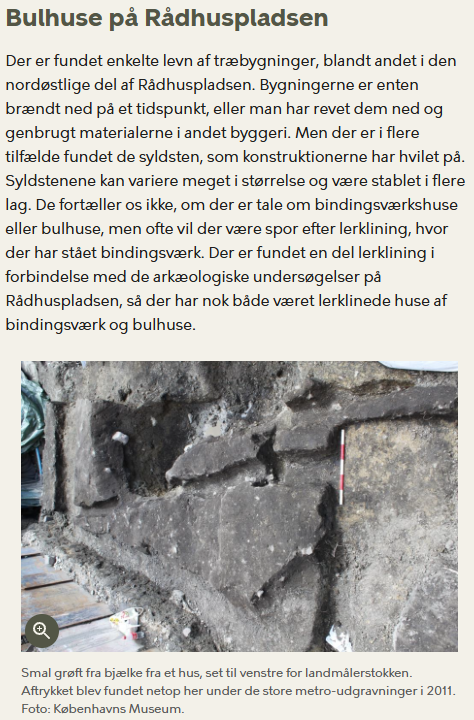 Bulhuse på Rådhuspladsen
Der er fundet enkelte levn af træbygninger, blandt andet i den
nordøstlige del af Rådhuspladsen. Bygningerne er enten
brændt ned på et tidspunkt, eller man har revet dem ned og
genbrugt materialerne i andet byggeri. Men der er i flere
tilfælde fundet de syldsten, som konstruktionerne har hvilet på.
Syldstenene kan variere meget i størrelse og være stablet i flere
lag. De fortæller os ikke, om der er tale om bindingsværkshuse
eller bulhuse, men ofte vil der være spor efter lerklining, hvor
der har stået bindingsværk. Der er fundet en del lerklining i
forbindelse med de arkæologiske undersøgelser på
Rådhuspladsen, så der har nok både været lerklinede huse af
bindingsværk og bulhuse.
Smal grøft fra bjælke fra et hus, set til venstre for landmålerstokken.
Aftrykket blev fundet netop her under de store metro-udgravninger i 2011.
Foto: Københavns Museum.